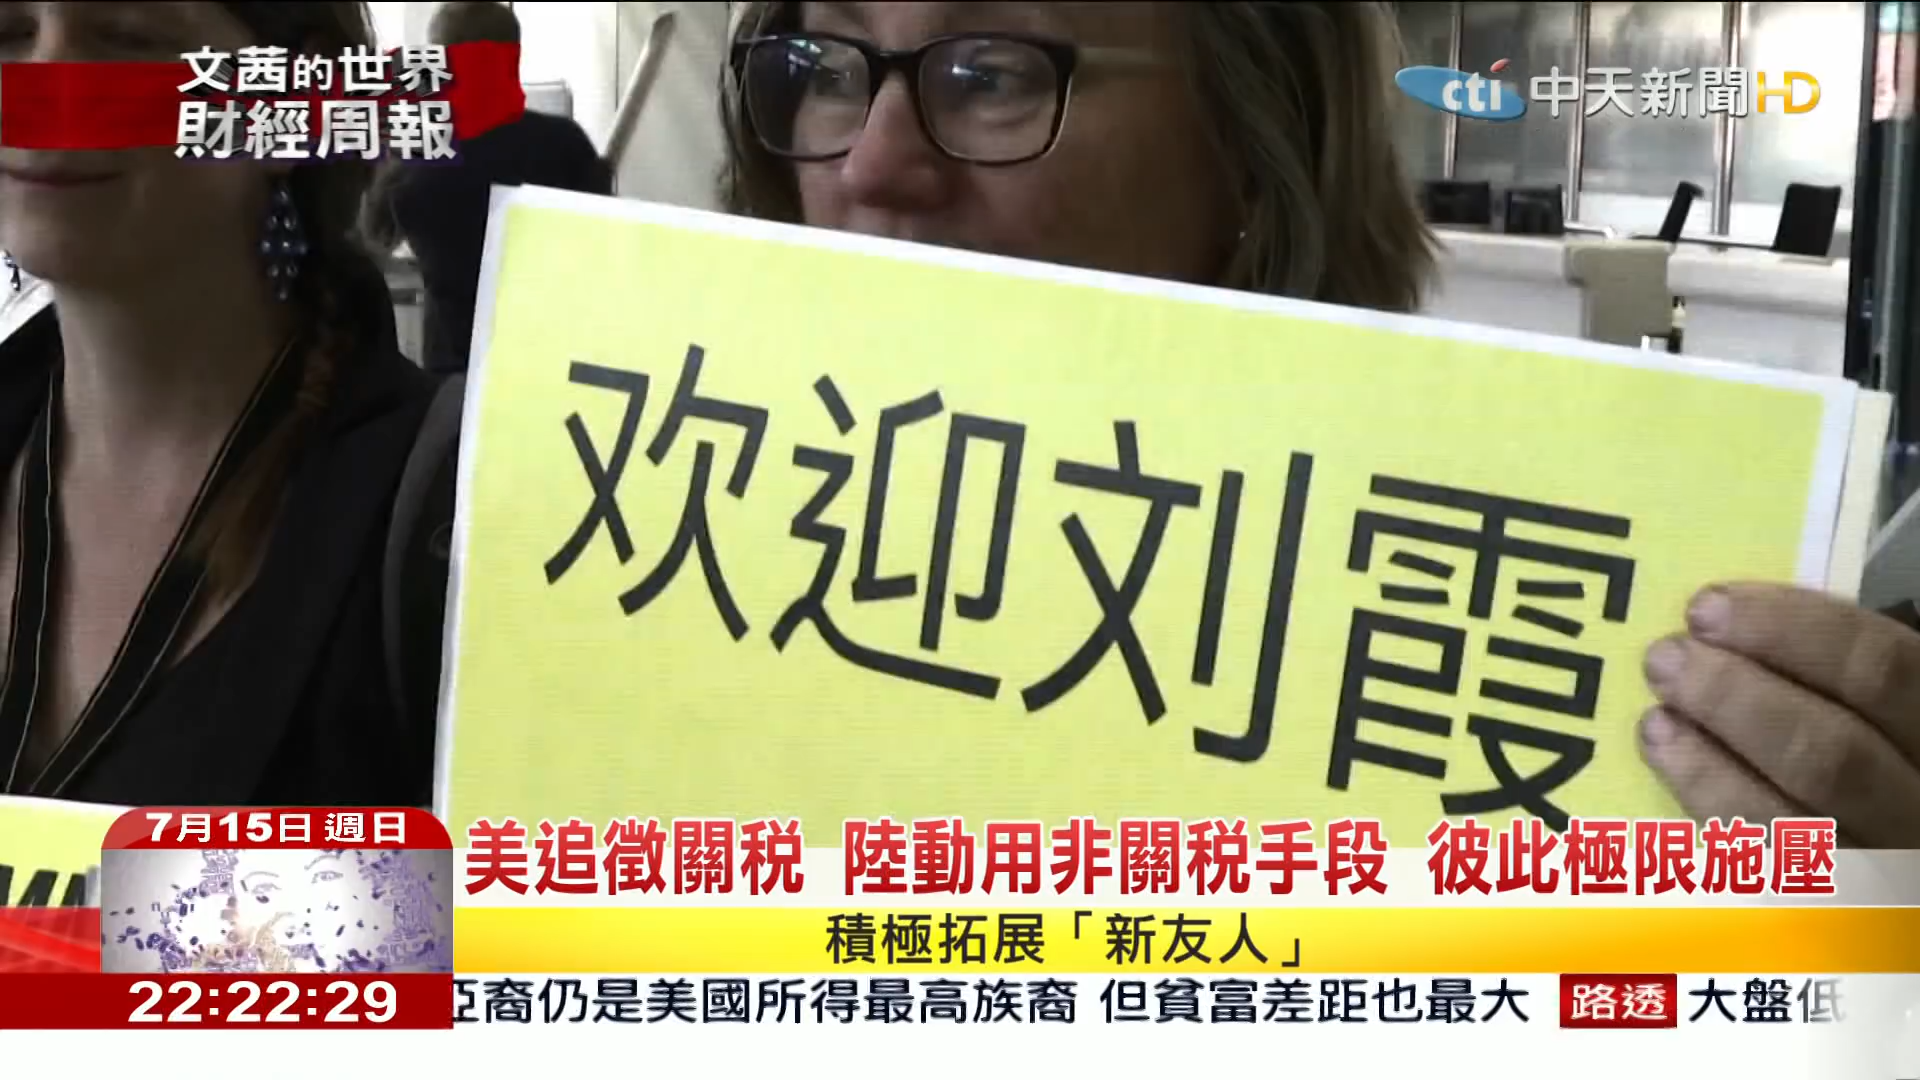 文茜的世界
財經周報
cti 中天新聞HD
欢迎刘霞
7月15日 週日
美追徵關税 陸動用非關税手段 彼此極限施壓
積極拓展「新友人」
22:22:29
亞裔仍是美國所得最高族裔 但貧富差距也最大 路透 大盤低